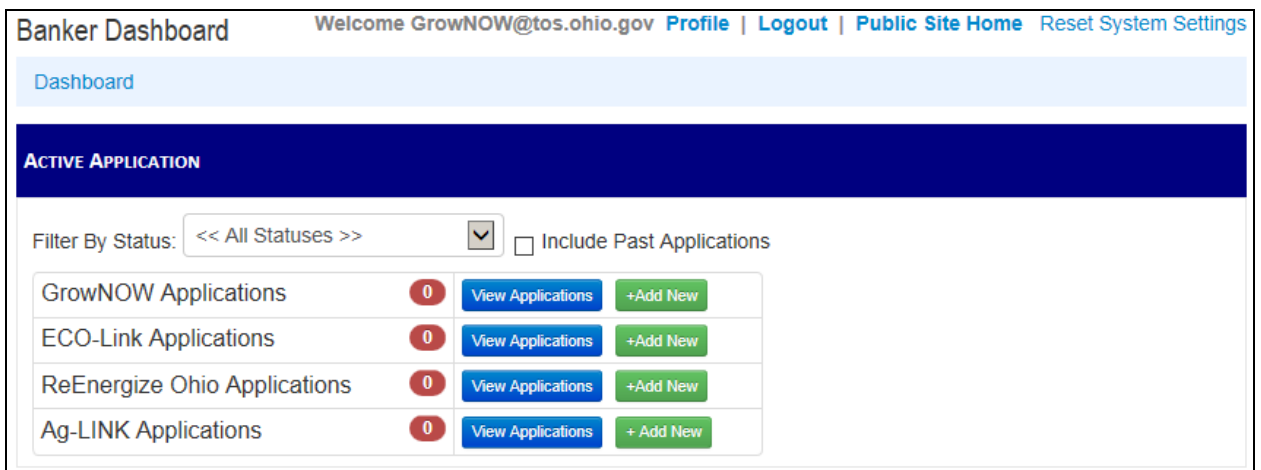 Banker Dashboard Welcome GrowNOW@tos.ohio.gov Profile | Logout | Public Site Home Reset System Settings
Dashboard
ACTIVE APPLICATION
Filter By Status: << All Statuses >> Include Past Applications
GrowNOW Applications 0 View Applications +Add New
ECO-Link Applications 0 View Applications +Add New
ReEnergize Ohio Applications 0 View Applications +Add New
Ag-LINK Applications 0 View Applications + Add New